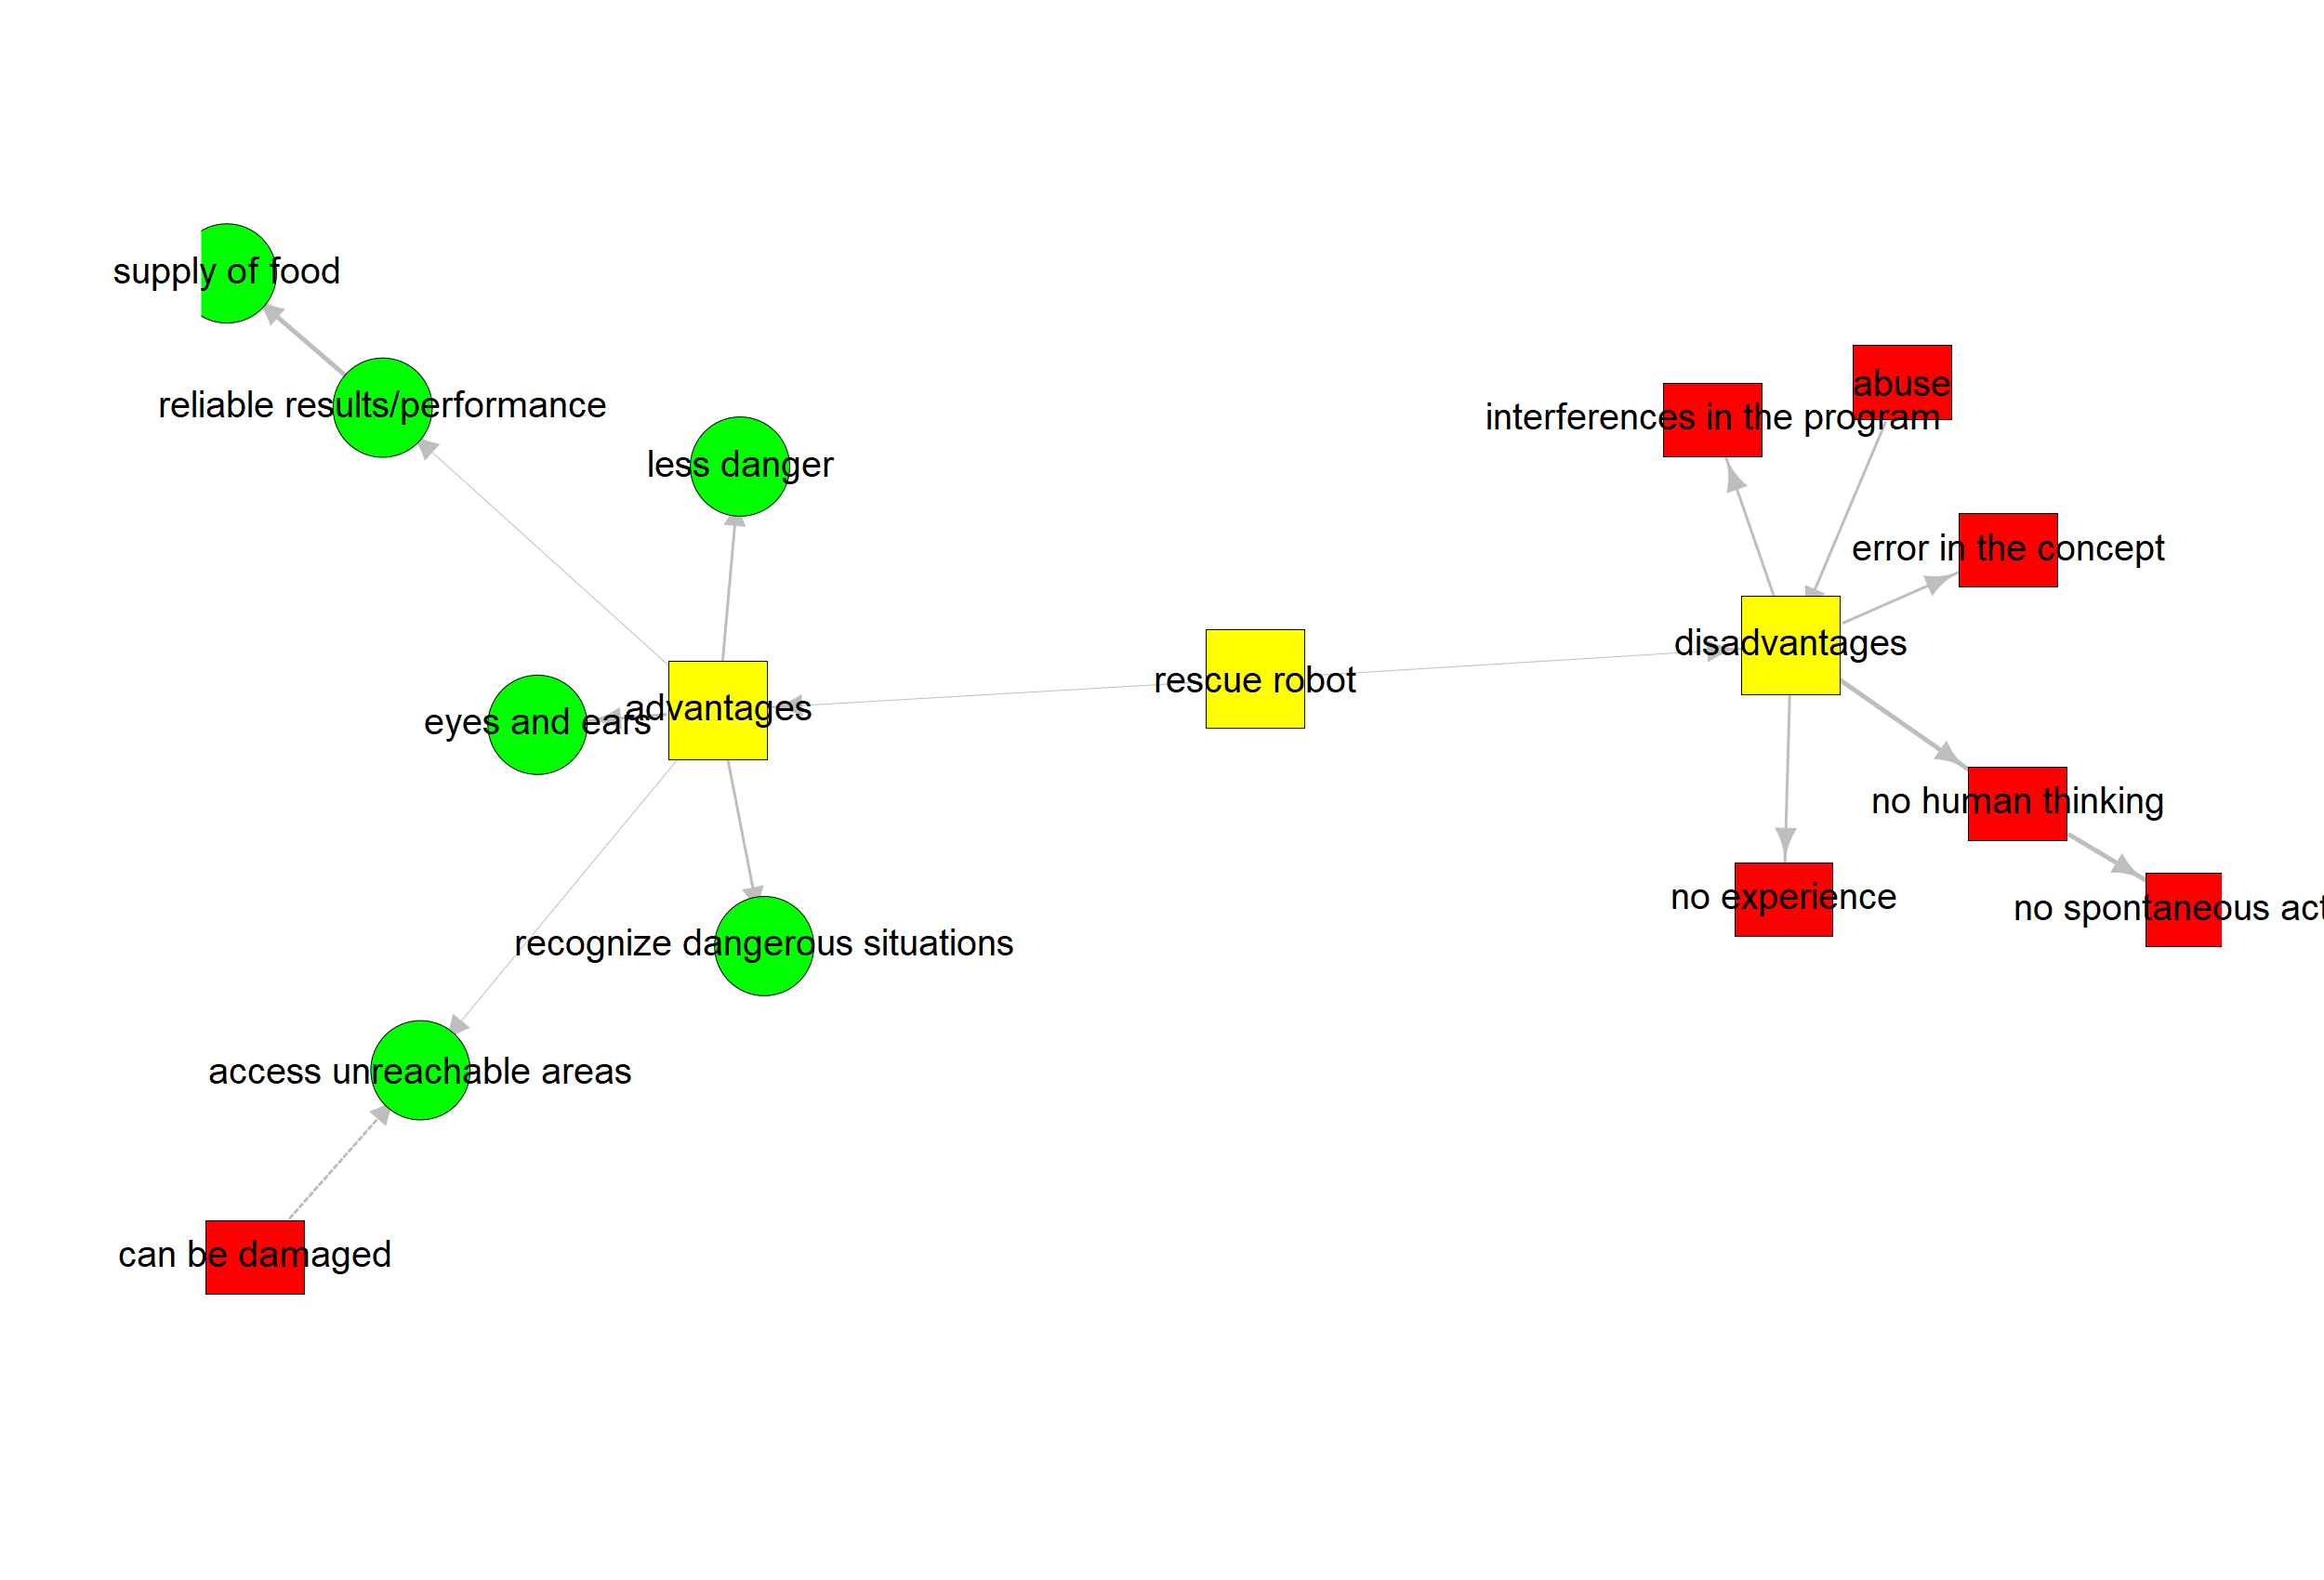 supply of food
abuse
reliable results/performance
interferences in the program
less danger
error in the concept
disadvantages
rescue robot
advantages
eyes and ears
no human thinking
no experience
no spontaneous act
recognize dangerous situations
access unreachable areas
can be damaged